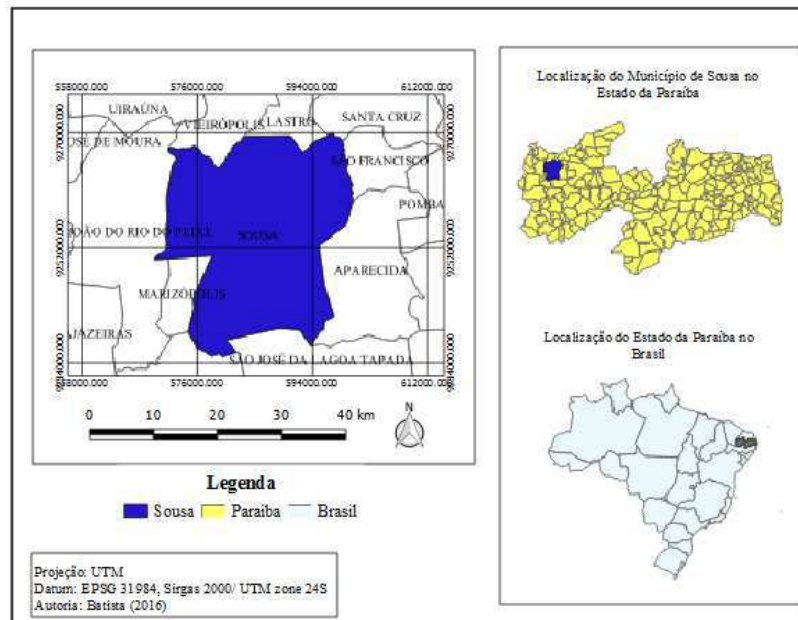 558000.000 576000.000 594000.000 612000.000
UIRAÚNA
VIEIRÓPOLIS
LASTRO
SANTA CRUZ
9270000.000 9270000.000
JOSÉ DE MOURA
SÃO FRANCISCO
POMBA
JOÃO DO RIO DO PEIXE
SOUSA
9252000.000 9252000.000
APARECIDA
MARIZÓPOLIS
AJAZEIRAS
SÃO JOSÉ DA LAGOA TAPADA
9234000.000 9234000.000
558000.000 576000.000 594000.000 612000.000
0 10 20 30 40 km
N
Legenda
Sousa Paraiba Brasil
Projeção: UTM
Datum: EPSG 31984, Sirgas 2000/ UTM zone 24S
Autoria: Batista (2016)
Localização do Município de Sousa no
Estado da Paraíba
Localização do Estado da Paraíba no
Brasil